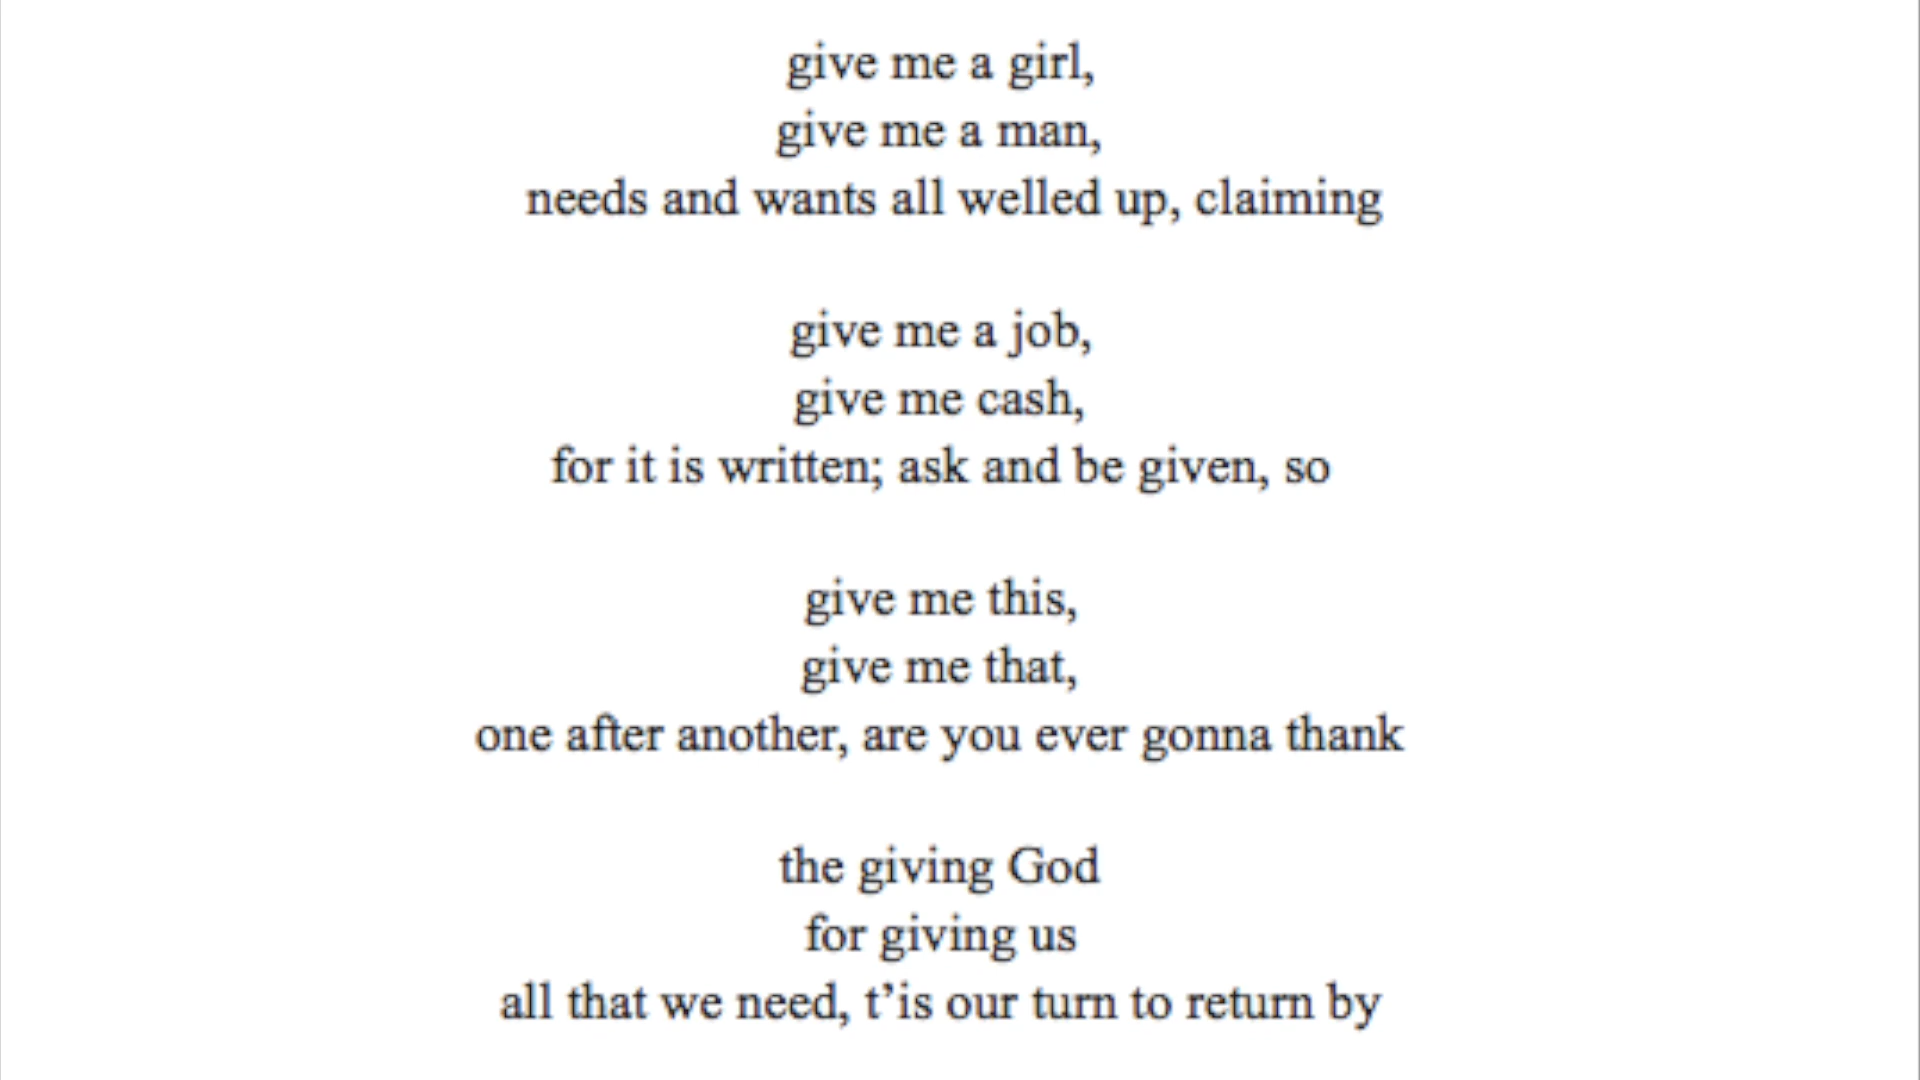 give me a girl,
give me a man,
needs and wants all welled up, claiming
give me a job,
give me cash,
for it is written; ask and be given, so
give me this,
give me that,
one after another, are you ever gonna thank
the giving God
for giving us
all that we need, t’is our turn to return by